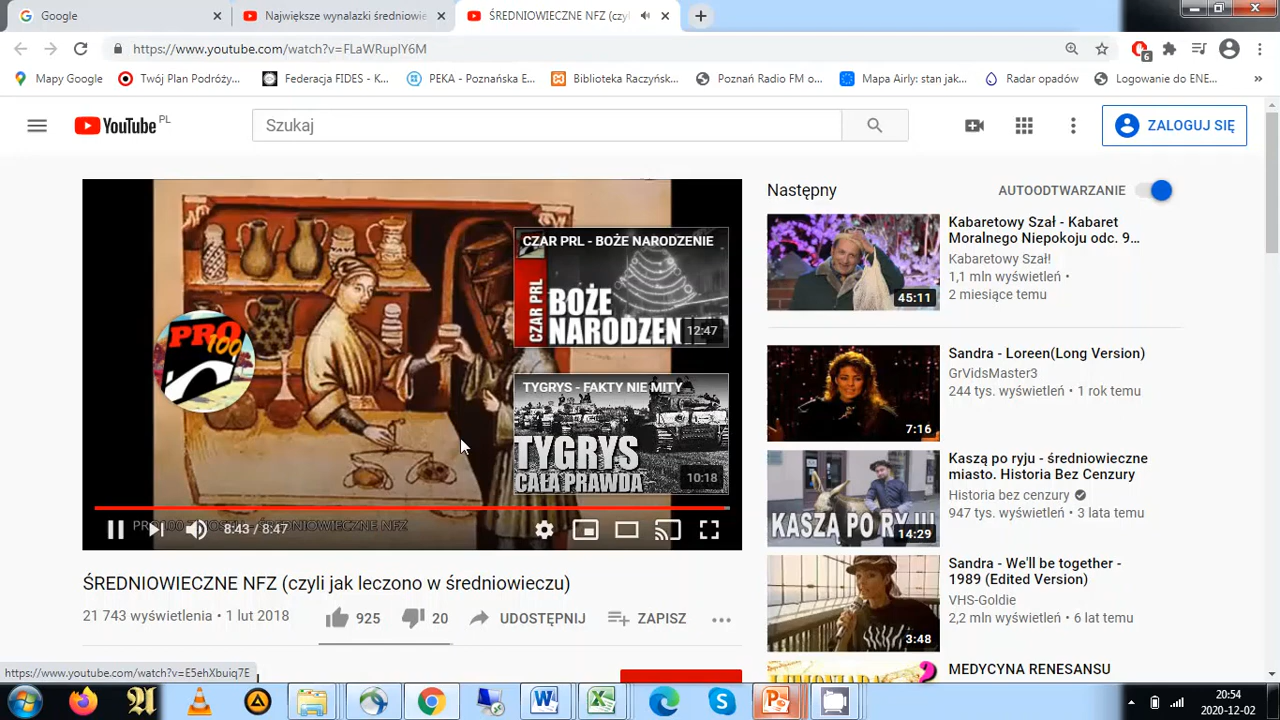 Google
Największe wynalazki średniowie
ŚREDNIOWIECZNE NFZ (czyl
https://www.youtube.com/watch?v=FLaWRupIY6M
6
Mapy Google
Twój Plan Podróży...
Federacja FIDES - K...
PEKA - Poznańska E...
Biblioteka Raczyńsk...
Poznań Radio FM o...
Mapa Airly: stan jak...
Radar opadów
Logowanie do ENE...
YouTube PL
Szukaj
ZALOGUJ SIĘ
PRO
100
CZAR PRL - BOŻE NARODZENIE
CZAR PRL
BOŻE
NARODZEN
12:47
TYGRYS - FAKTY NIE MITY
TYGRYS
CAŁA PRAWDA
10:18
8:43 / 8:47
ŚREDNIOWIECZNE NFZ (czyli jak leczono w średniowieczu)
21 743 wyświetlenia • 1 lut 2018
925
20
UDOSTĘPNIJ
ZAPISZ
Następny
AUTOODTWARZANIE
Kabaretowy Szał - Kabaret
Moralnego Niepokoju odc. 9...
Kabaretowy Szał!
1,1 mln wyświetleń •
2 miesiące temu
45:11
Sandra - Loreen(Long Version)
GrVidsMaster3
244 tys. wyświetleń • 1 rok temu
7:16
Kaszą po ryju - średniowieczne
miasto. Historia Bez Cenzury
Historia bez cenzury
947 tys. wyświetleń • 3 lata temu
KASZĄ PO RYJU
14:29
Sandra - We'll be together -
1989 (Edited Version)
VHS-Goldie
2,2 mln wyświetleń • 6 lat temu
3:48
MEDYCYNA RENESANSU
https://www.youtube.com/watch?v=E5ehXbuiq7E
20:54
2020-12-02